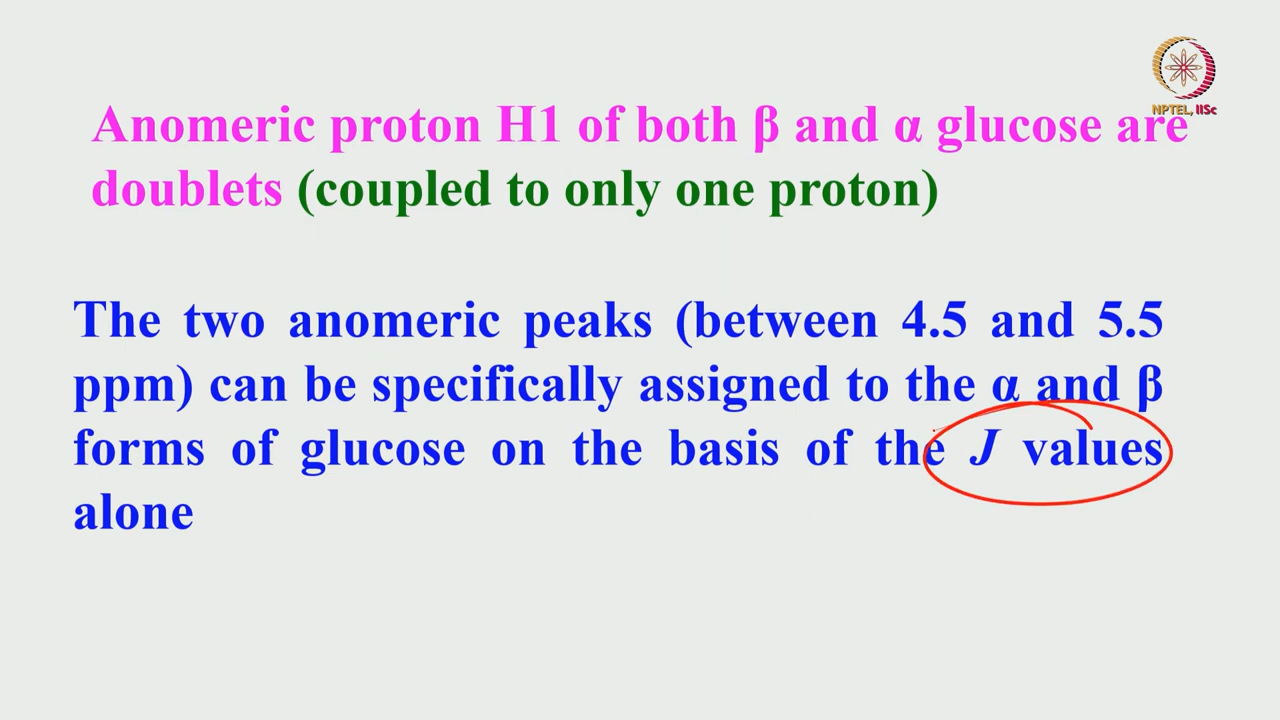 NPTEL, IISc
Anomeric proton H1 of both β and α glucose are
doublets (coupled to only one proton)
The two anomeric peaks (between 4.5 and 5.5
ppm) can be specifically assigned to the α and β
forms of glucose on the basis of the J values
alone